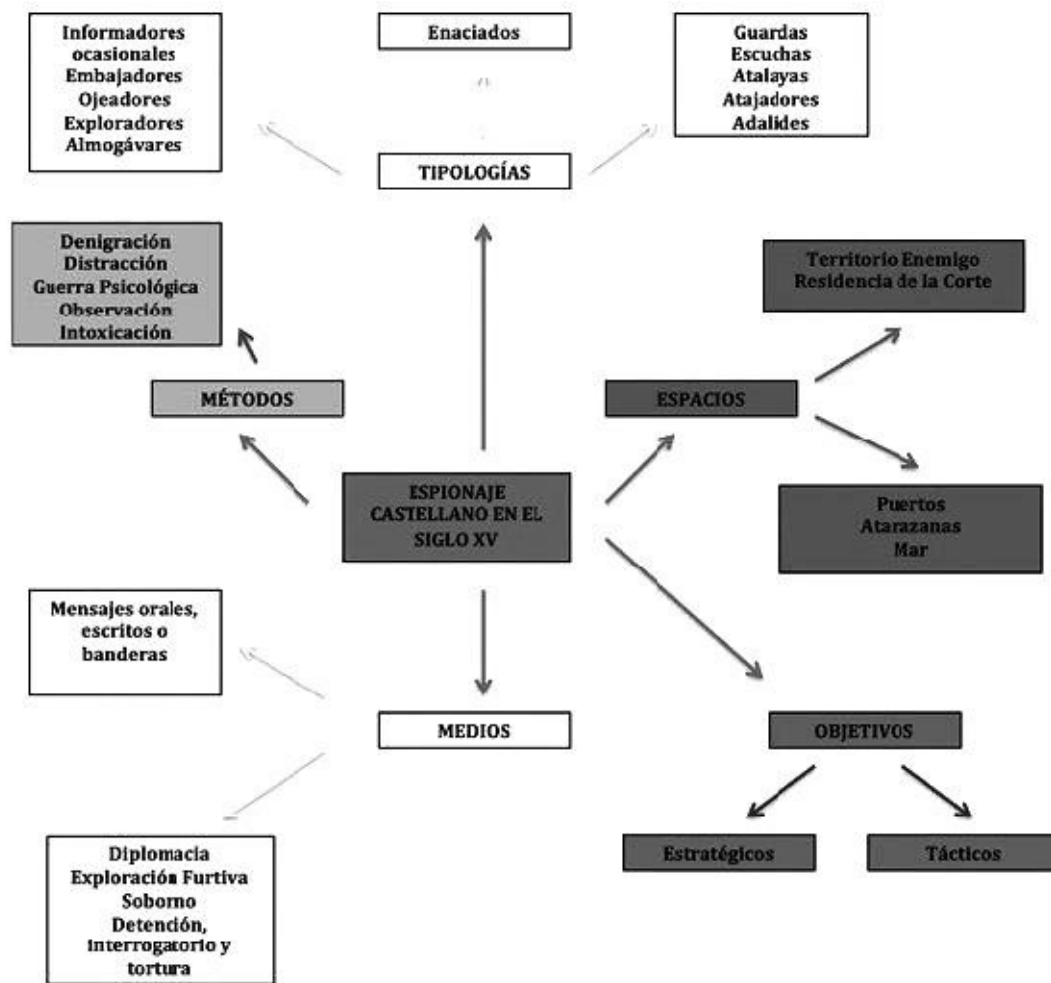 Informadores
ocasionales
Embajadores
Ojeadores
Exploradores
Almogávares
Enaciados
Guardas
Escuchas
Atalayas
Atajadores
Adalides
TIPOLOGÍAS
Denigración
Distracción
Guerra Psicológica
Observación
Intoxicación
Territorio Enemigo
Residencia de la Corte
MÉTODOS
ESPACIOS
ESPIONAJE
CASTELLANO EN EL
SIGLO XV
Puertos
Atarazanas
Mar
Mensajes orales,
escritos o
banderas
MEDIOS
OBJETIVOS
Estratégicos
Tácticos
Diplomacia
Exploración Furtiva
Soborno
Detención,
interrogatorio y
tortura